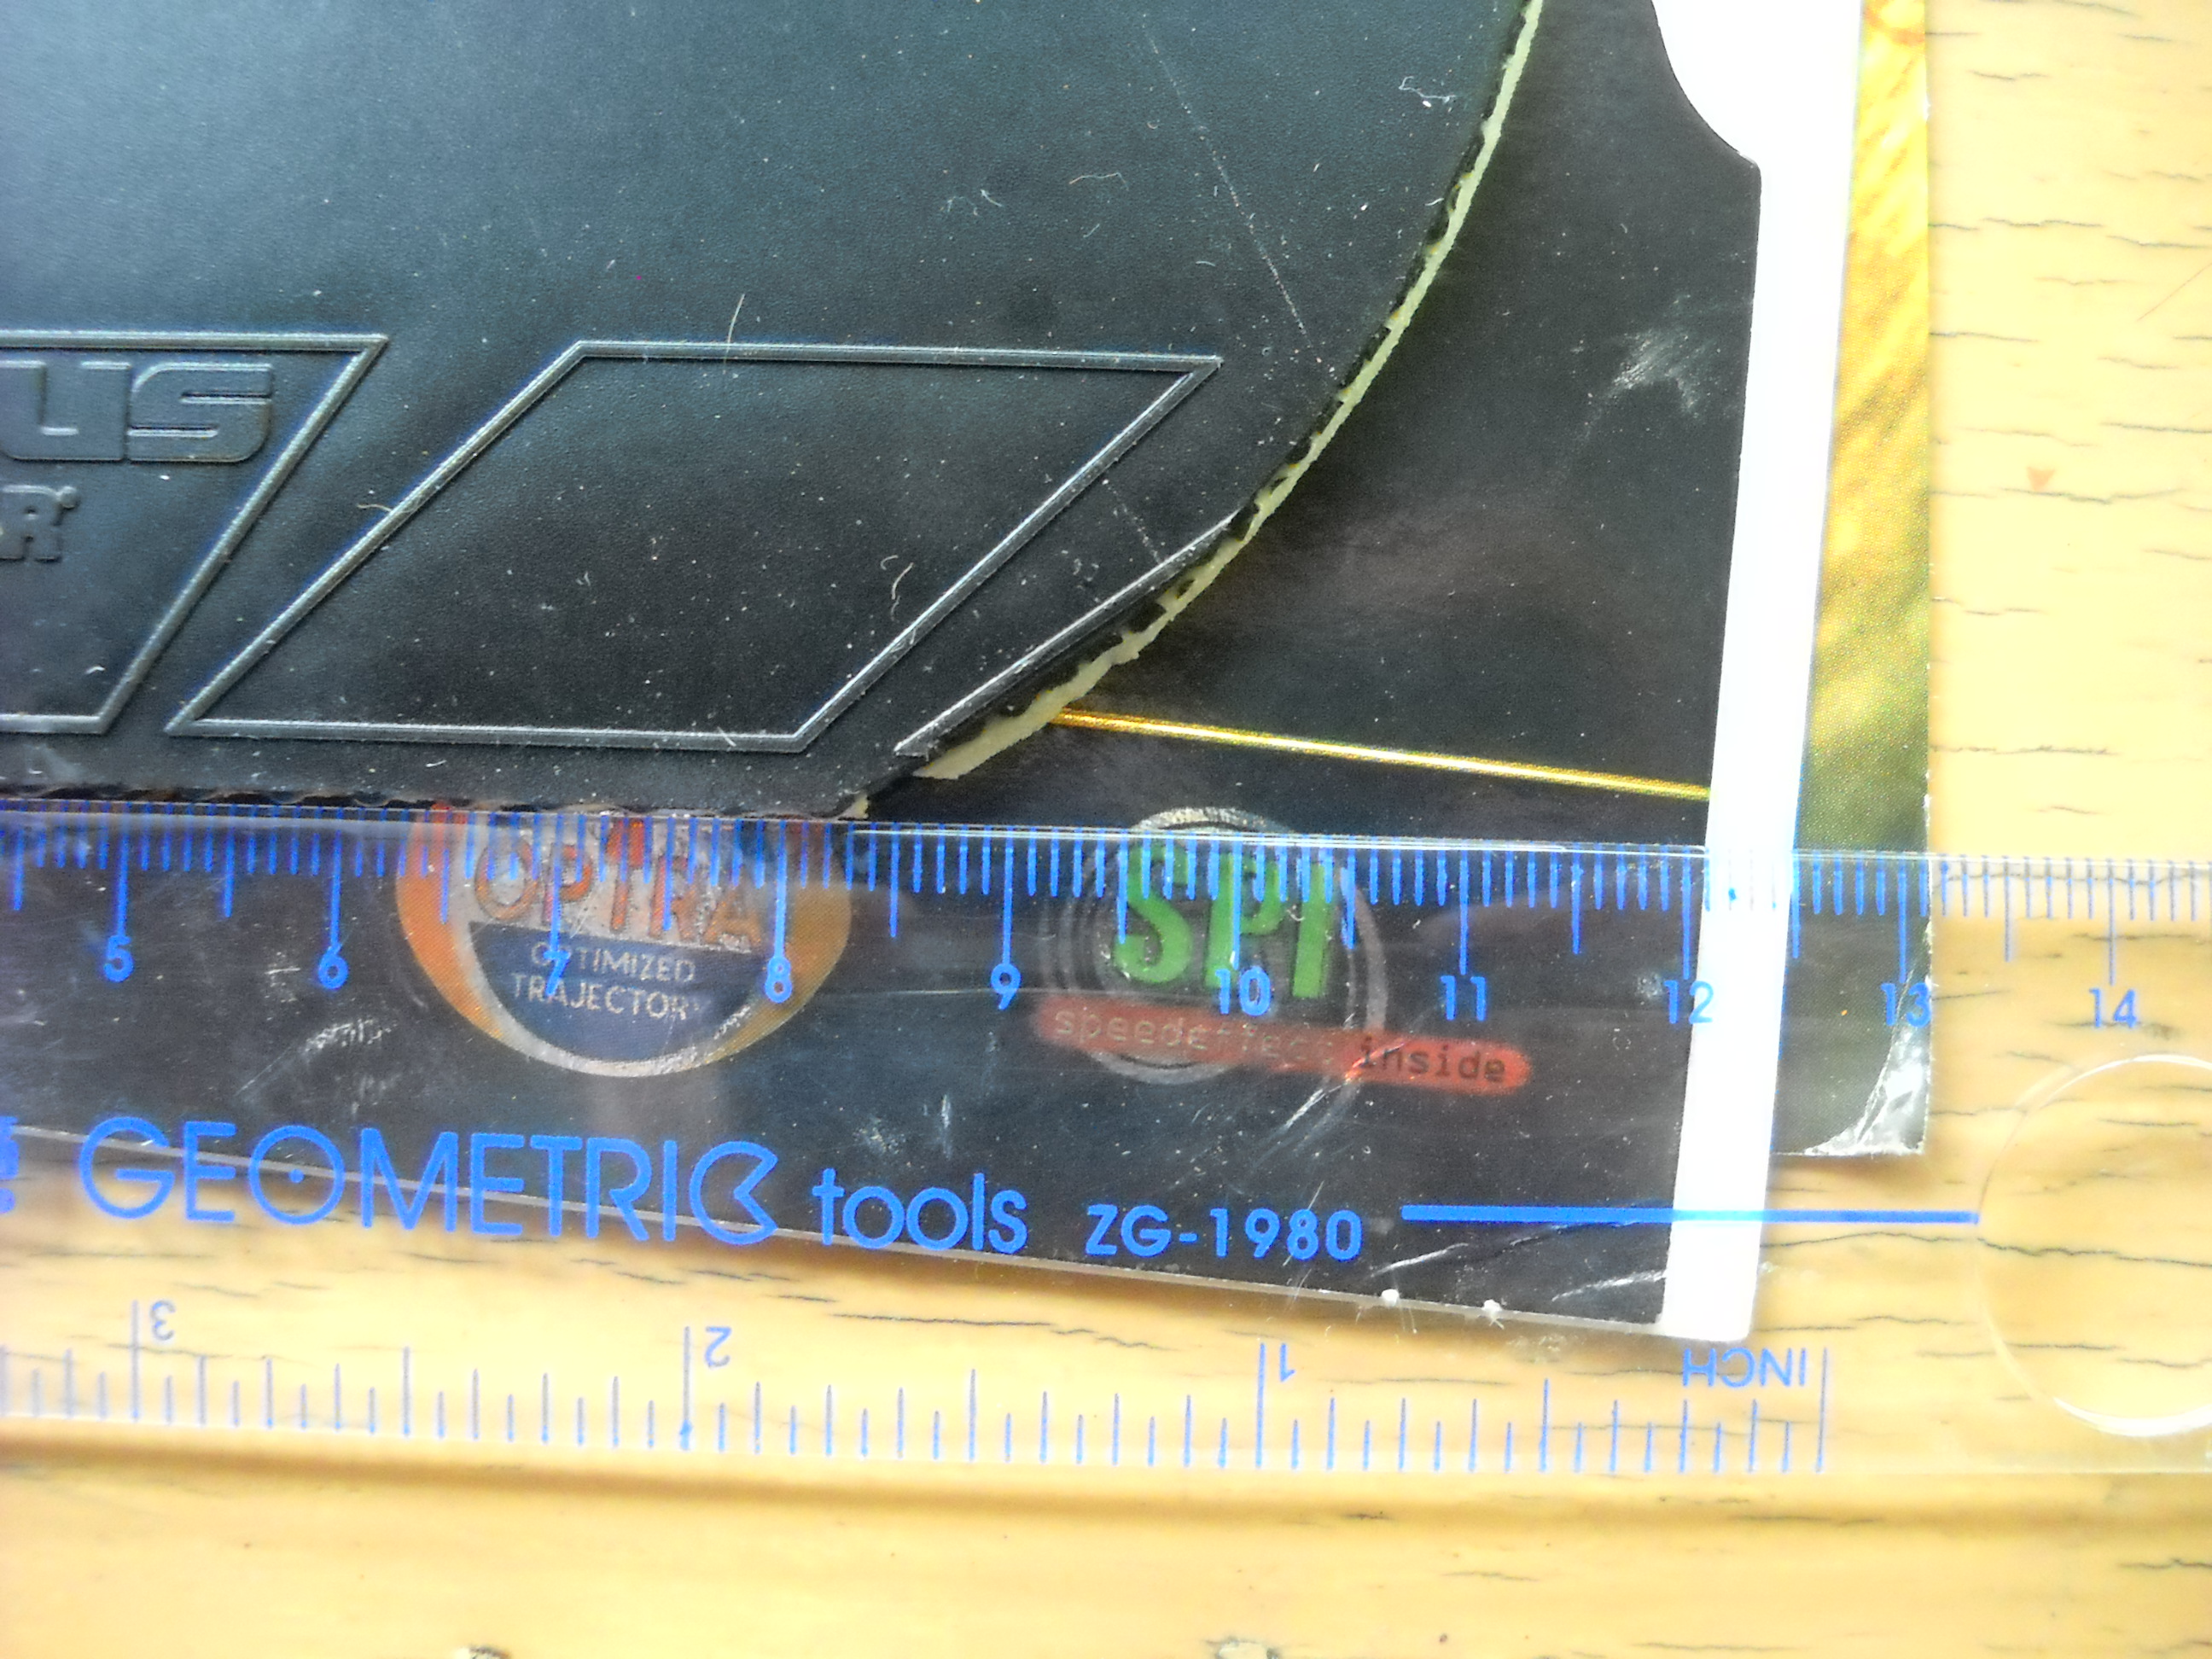 US
R
OPTRA
OPTIMIZED
TRAJECTORY
SPI
speedeffect inside
5 6 7 8 9 10 11 12 13 14
GEOMETRIC tools ZG-1980
3 2 1 INCH